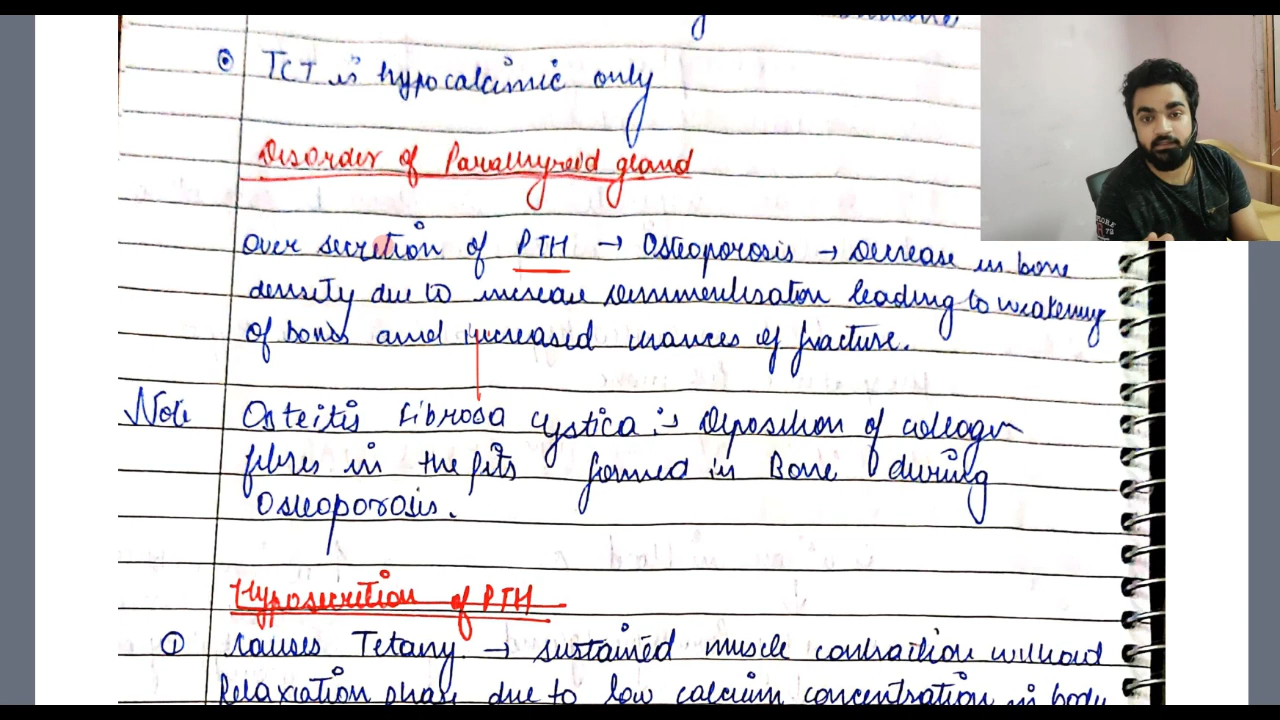 TCT is hypocalcimic only
Disorder of Parathyroid gland
over secretion of PTH → Osteoporosis → Decrease in bone
density due to increase Deminerelisation leading to weakening
of bones and increased chances of fracture.
Note Osteitis Fibrosa cystica :→ Deposition of collagen
fibres in the pits formed in Bone during
Osteoporosis.
Hyposecretion of PTH
① Causes Tetany → sustained muscle contraction without
Relaxation phase due to low calcium concentration in body